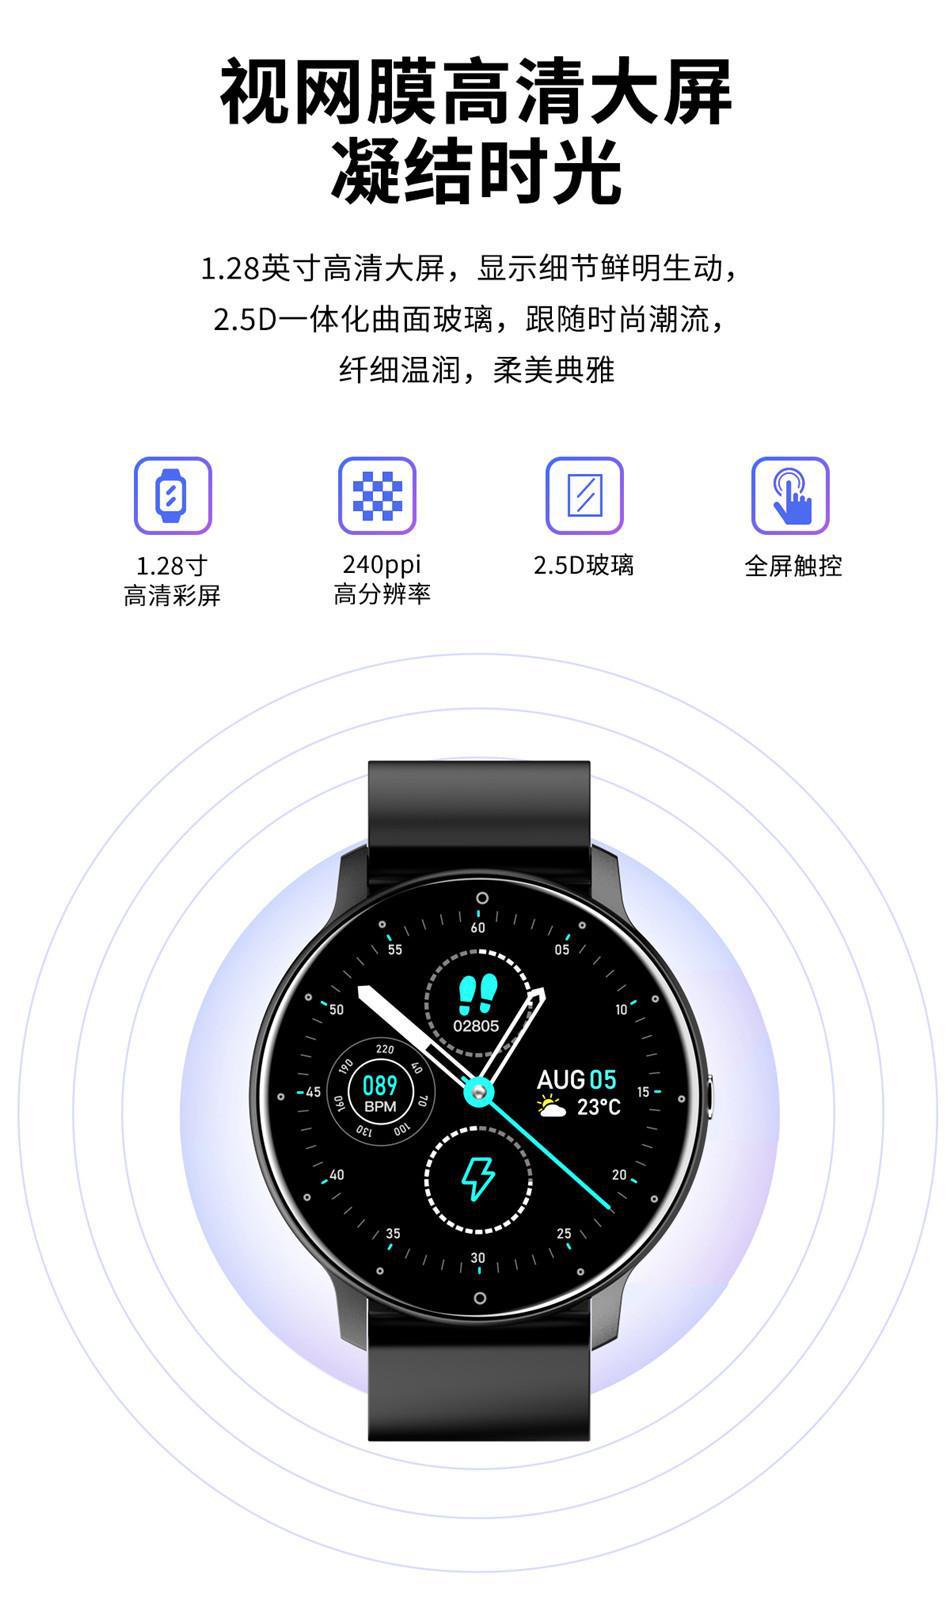 视网膜高清大屏
凝结时光
1.28英寸高清大屏，显示细节鲜明生动，
2.5D一体化曲面玻璃，跟随时尚潮流，
纤细温润，柔美典雅
1.28寸
高清彩屏
240ppi
高分辨率
2.5D玻璃
全屏触控
60
55
05
50
10
02805
220
190
40
089
BPM
160
70
130
100
45
AUG 05
15
23°C
40
20
35
25
30